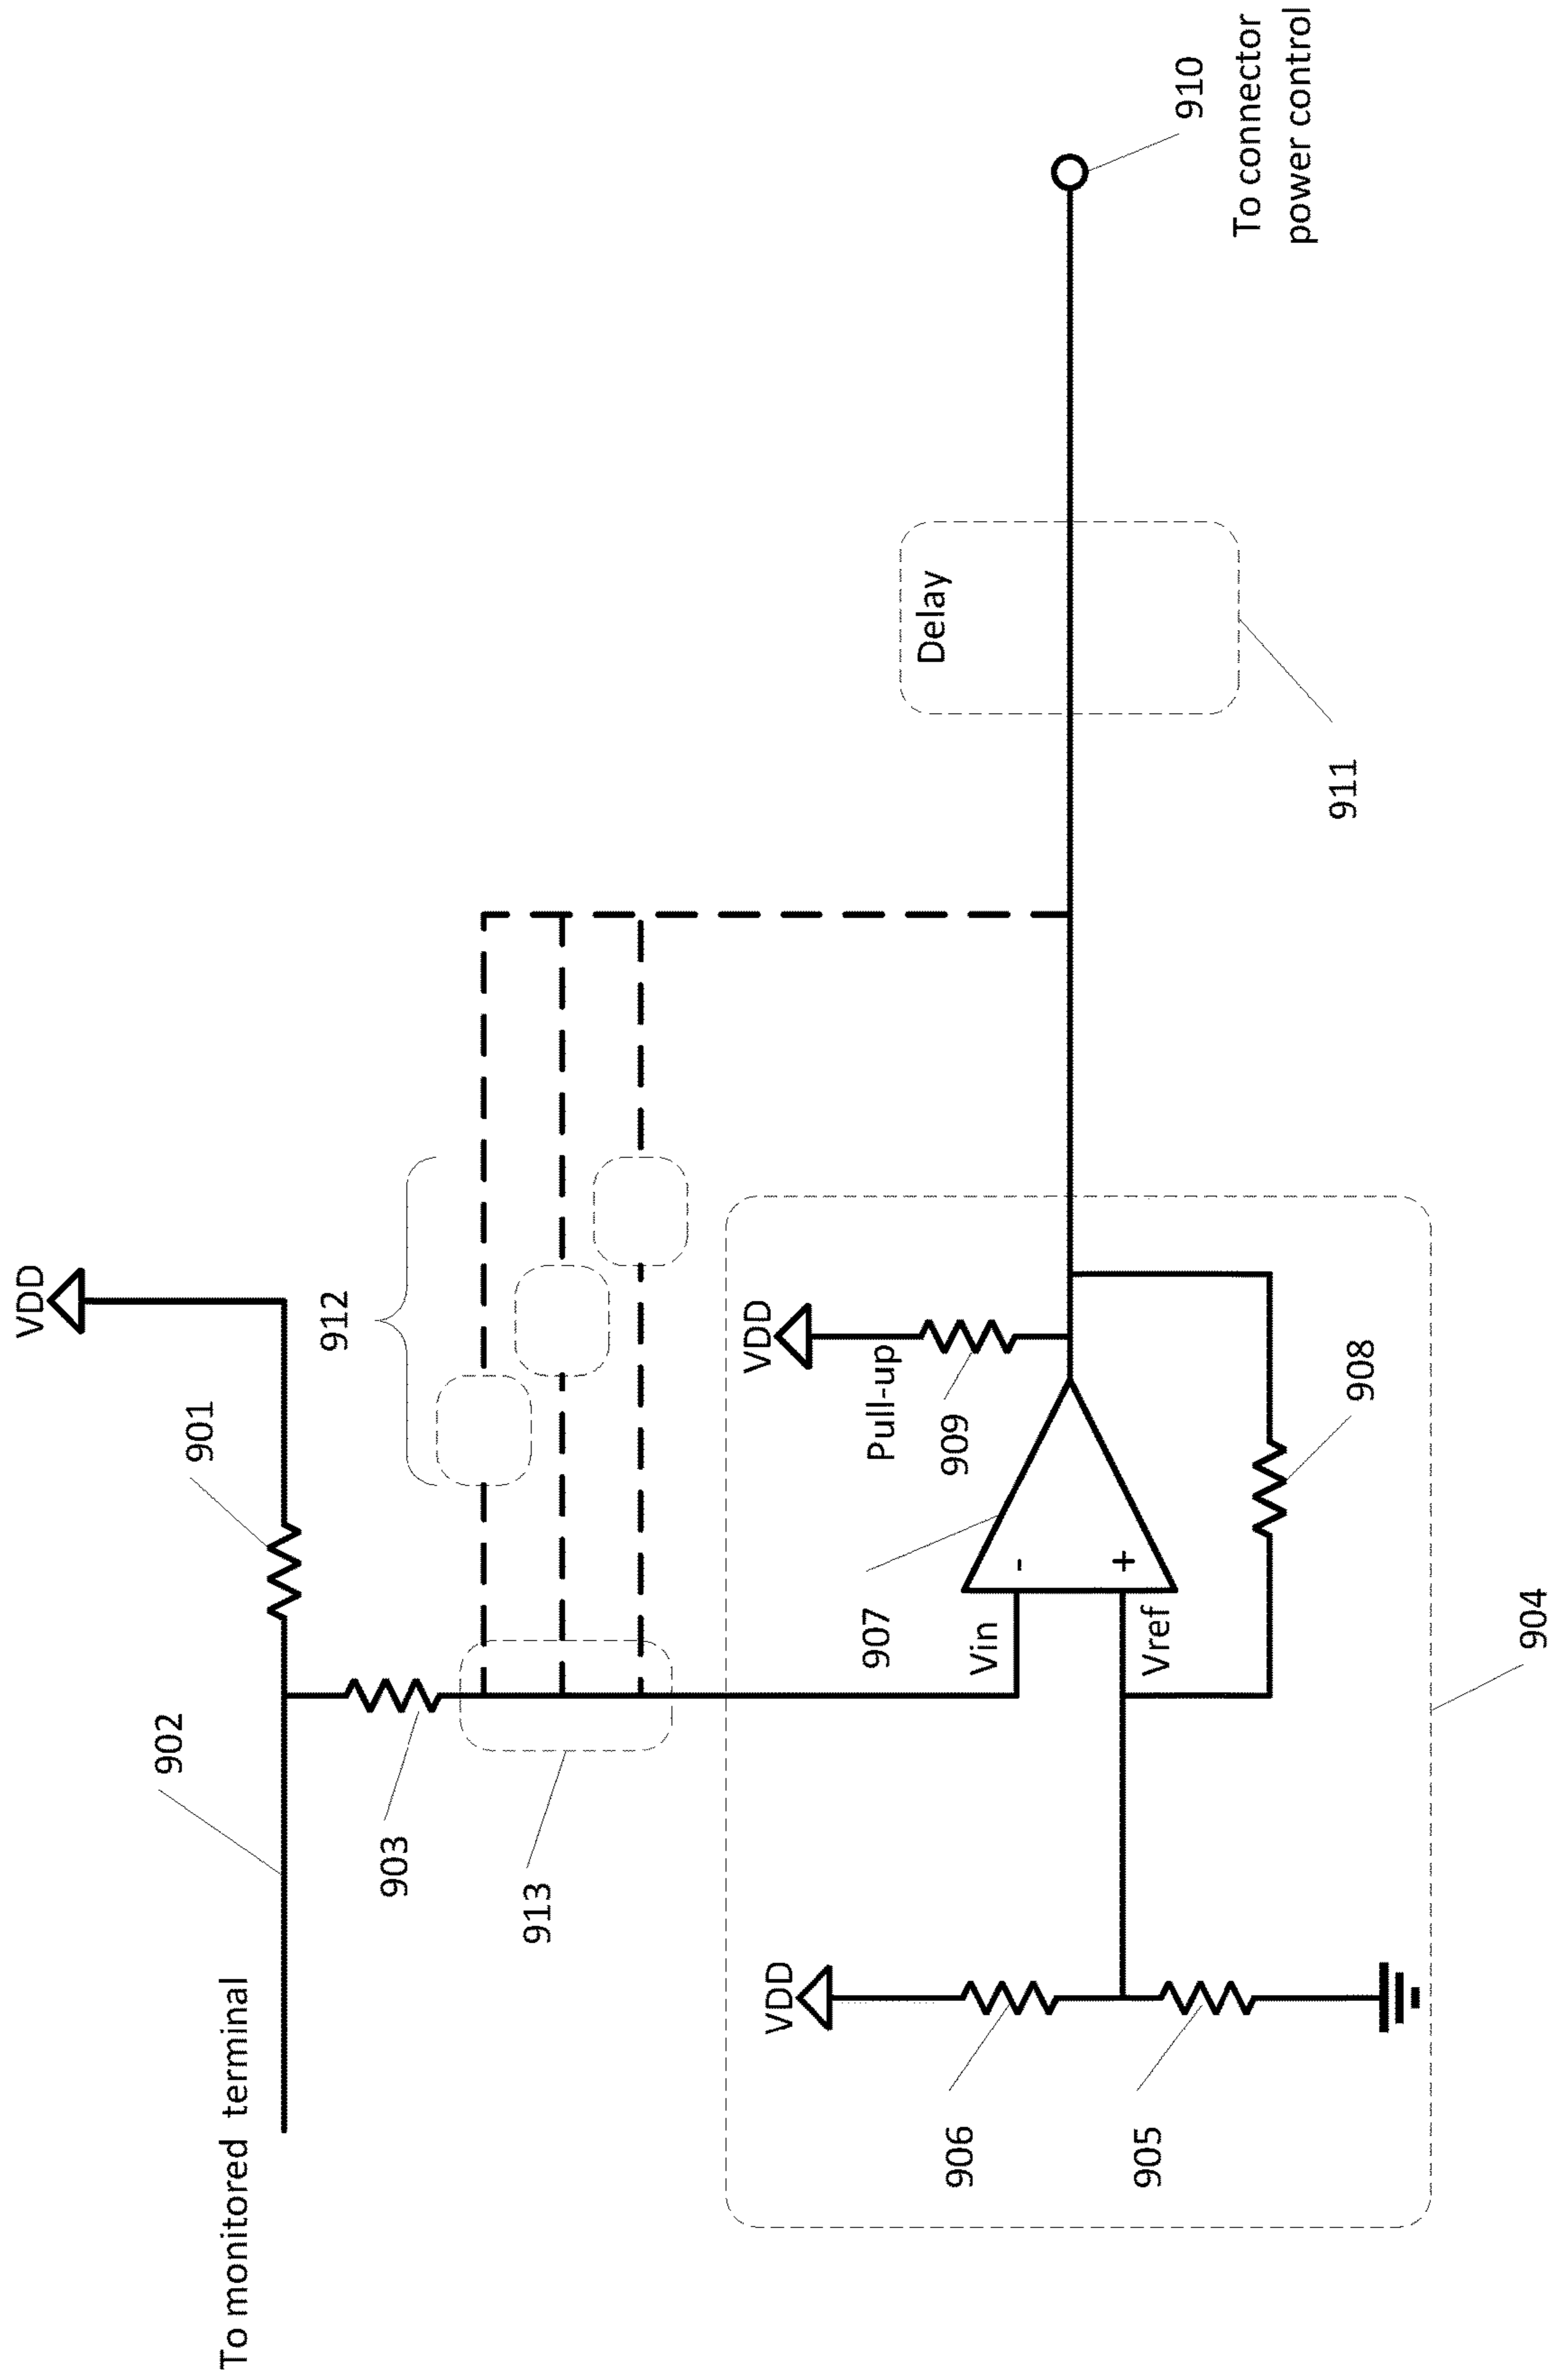 To monitored terminal
902
901
VDD
903
913
912
VDD
Pull-up
909
907
Vin
Vref
-
+
908
VDD
906
905
904
Delay
911
910
To connector
power control